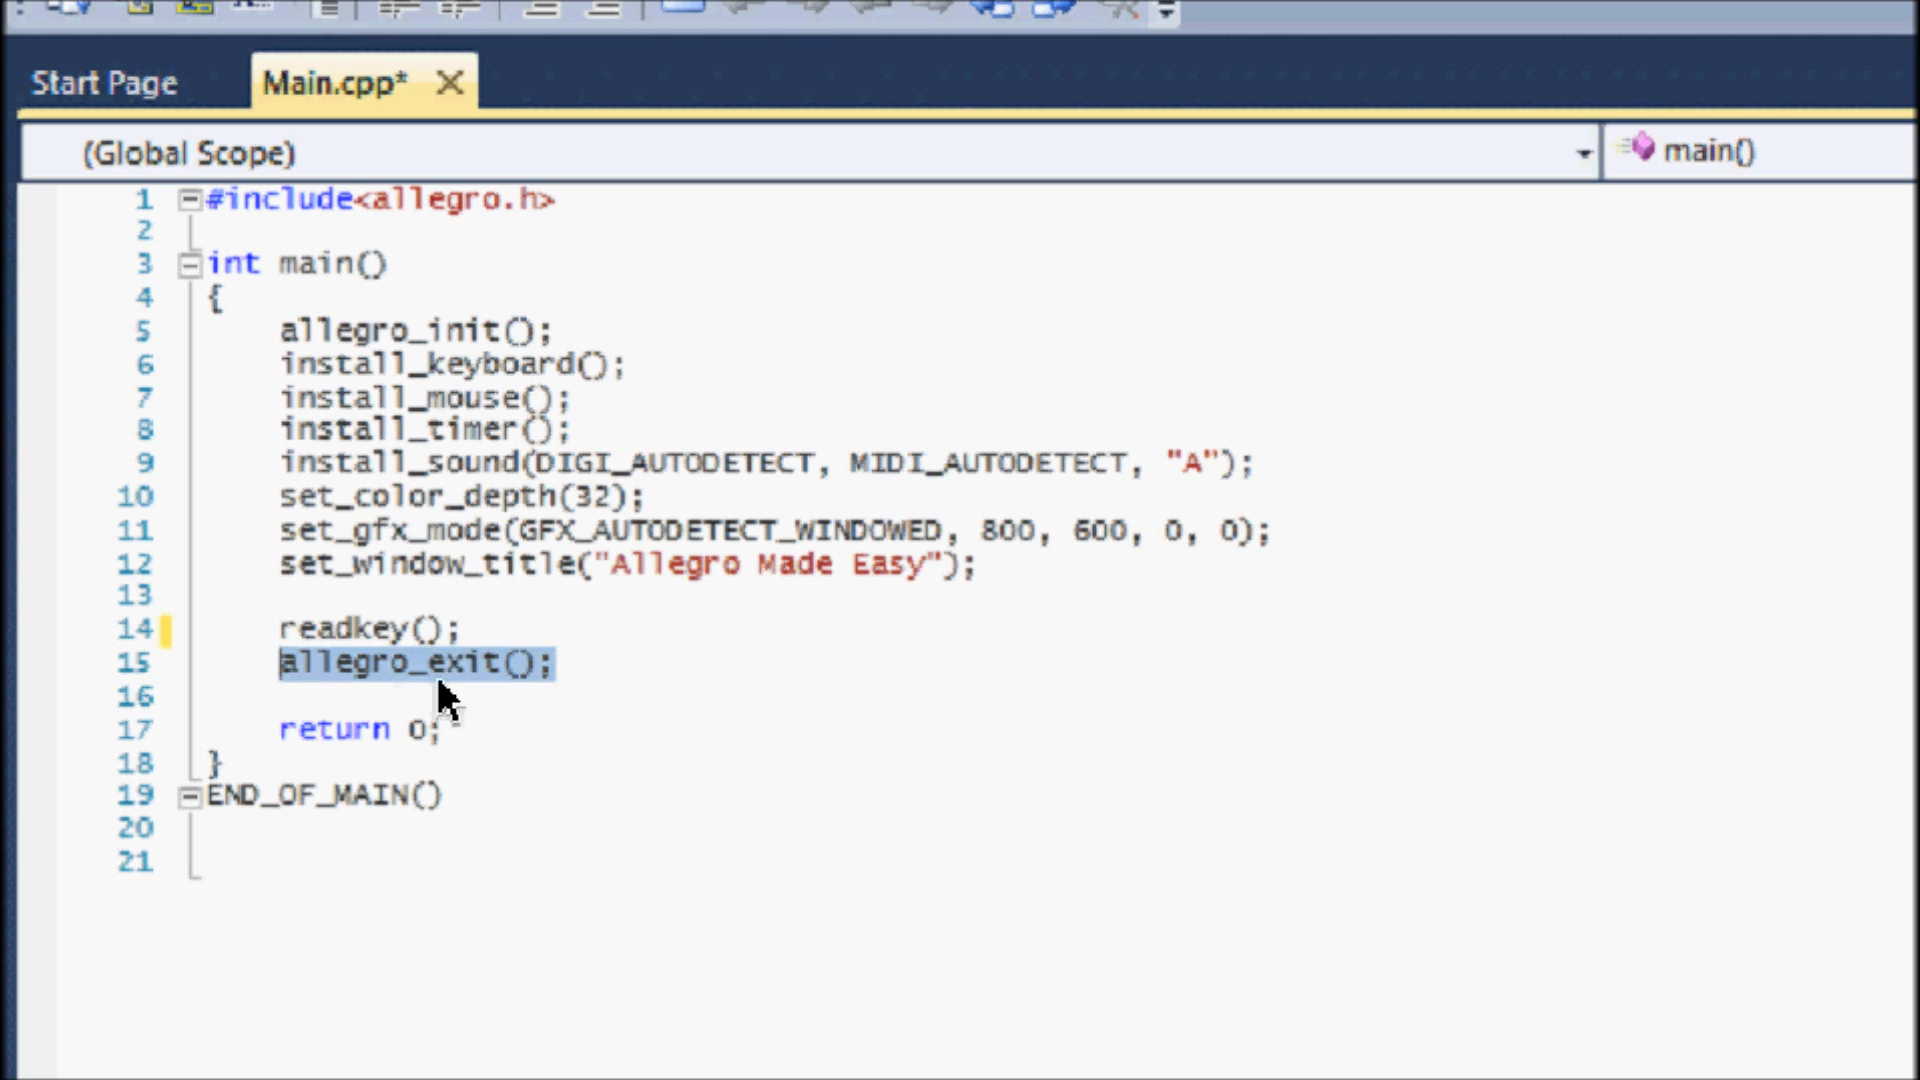 Start Page
Main.cpp*
(Global Scope)
main()
1 #include<allegro.h>
2
3 int main()
4 {
5 allegro_init();
6 install_keyboard();
7 install_mouse();
8 install_timer();
9 install_sound(DIGI_AUTODETECT, MIDI_AUTODETECT, "A");
10 set_color_depth(32);
11 set_gfx_mode(GFX_AUTODETECT_WINDOWED, 800, 600, 0, 0);
12 set_window_title("Allegro Made Easy");
13
14 readkey();
15 allegro_exit();
16
17 return 0;
18 }
19 END_OF_MAIN()
20
21